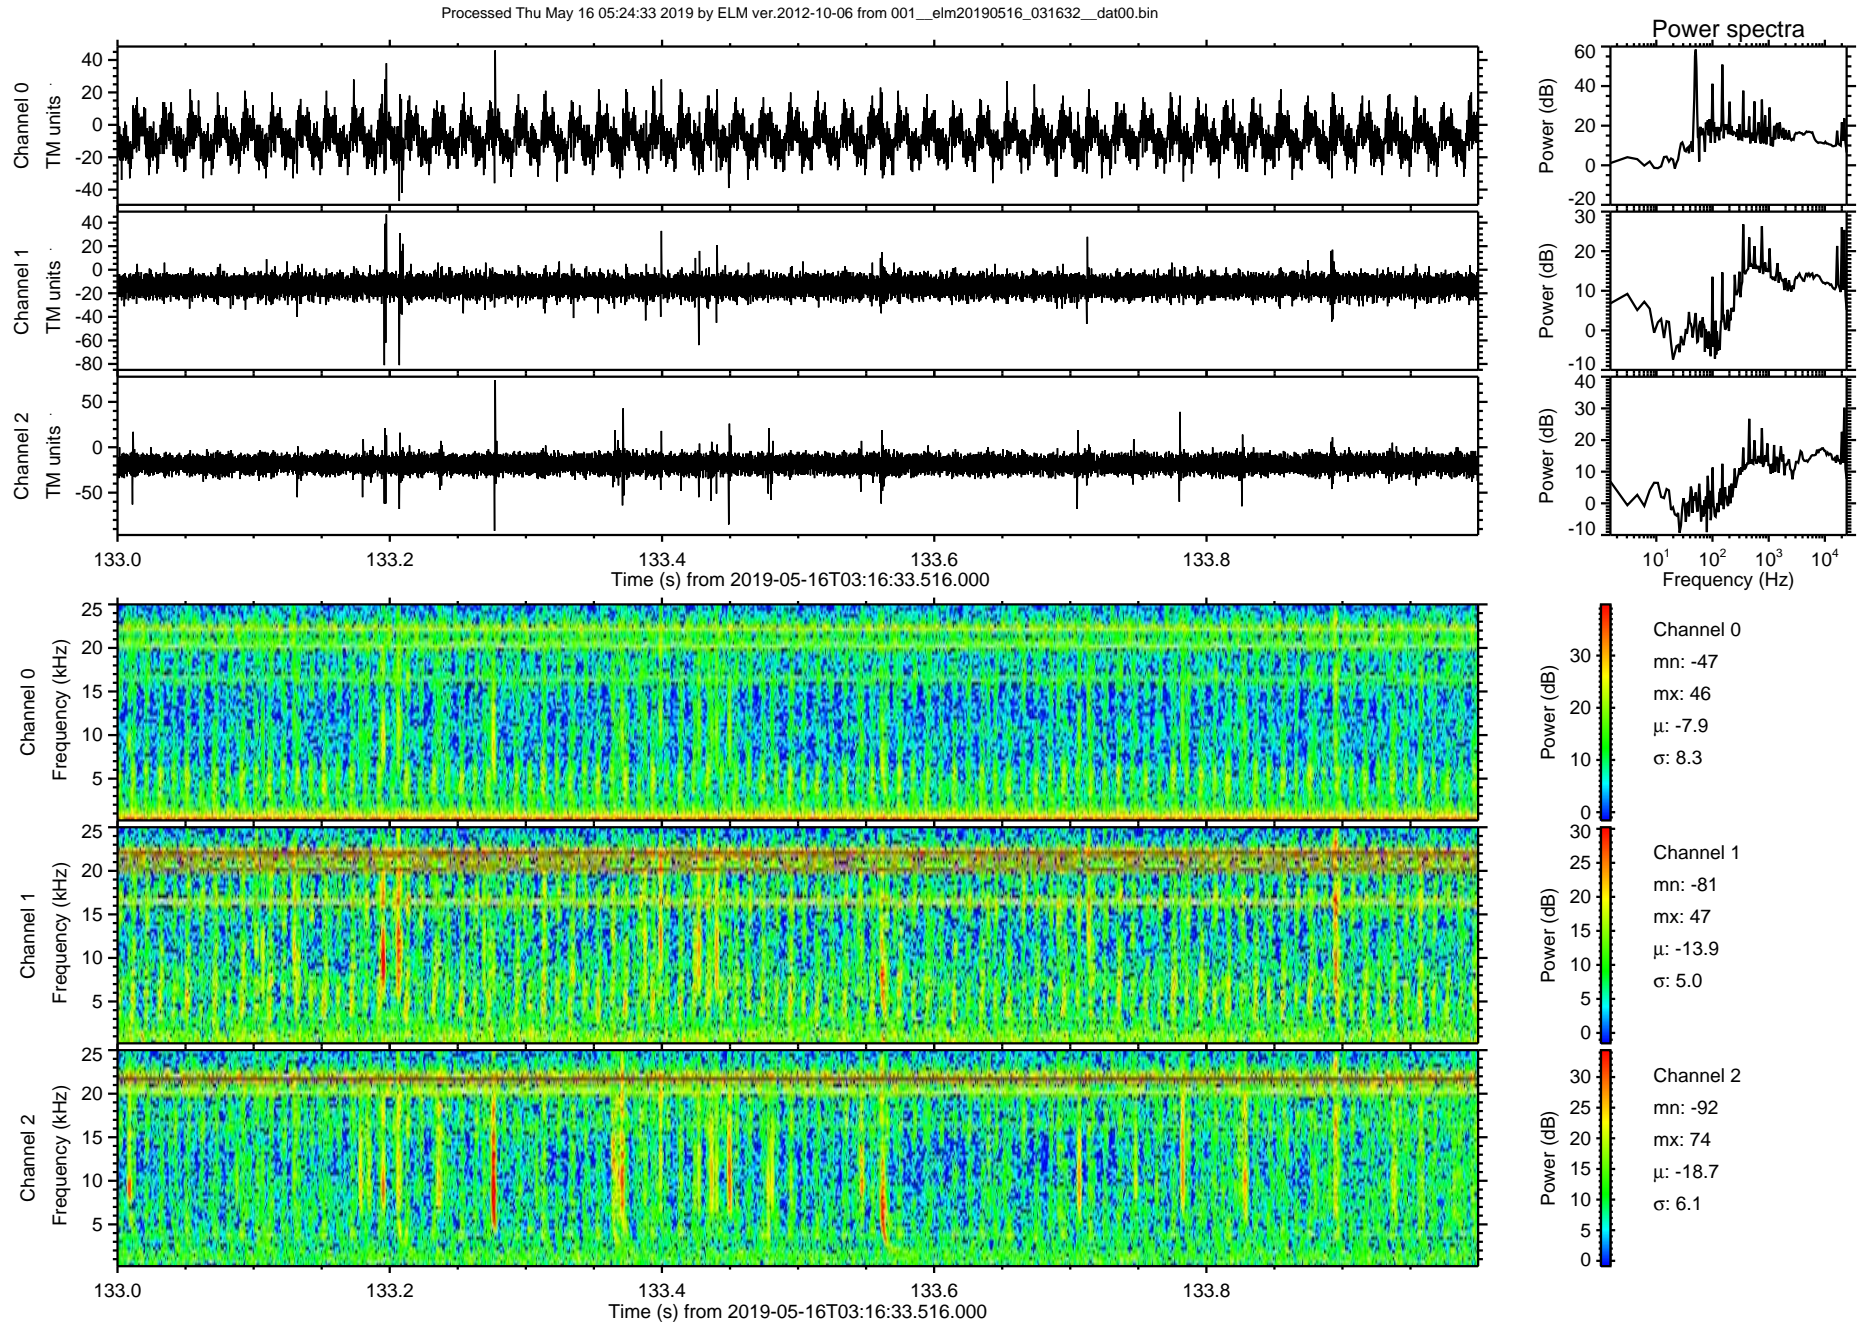 Processed Thu May 16 05:24:33 2019 by ELM ver.2012-10-06 from 001__elm20190516_031632__dat00.bin
Power spectra
Channel 0
TM units
40
20
0
-20
-40
Power (dB)
60
40
20
0
-20
Channel 1
TM units
40
20
0
-20
-40
-60
-80
Power (dB)
30
20
10
0
-10
Channel 2
TM units
50
0
-50
Power (dB)
40
30
20
10
0
-10
133.0 133.2 133.4 133.6 133.8
Time (s) from 2019-05-16T03:16:33.516.000
10¹ 10² 10³ 10⁴
Frequency (Hz)
Channel 0
Frequency (kHz)
25
20
15
10
5
Power (dB)
30
20
10
0
Channel 0
mn: -47
mx: 46
μ: -7.9
σ: 8.3
Channel 1
Frequency (kHz)
25
20
15
10
5
Power (dB)
30
25
20
15
10
5
0
Channel 1
mn: -81
mx: 47
μ: -13.9
σ: 5.0
Channel 2
Frequency (kHz)
25
20
15
10
5
Power (dB)
30
25
20
15
10
5
0
Channel 2
mn: -92
mx: 74
μ: -18.7
σ: 6.1
133.0 133.2 133.4 133.6 133.8
Time (s) from 2019-05-16T03:16:33.516.000